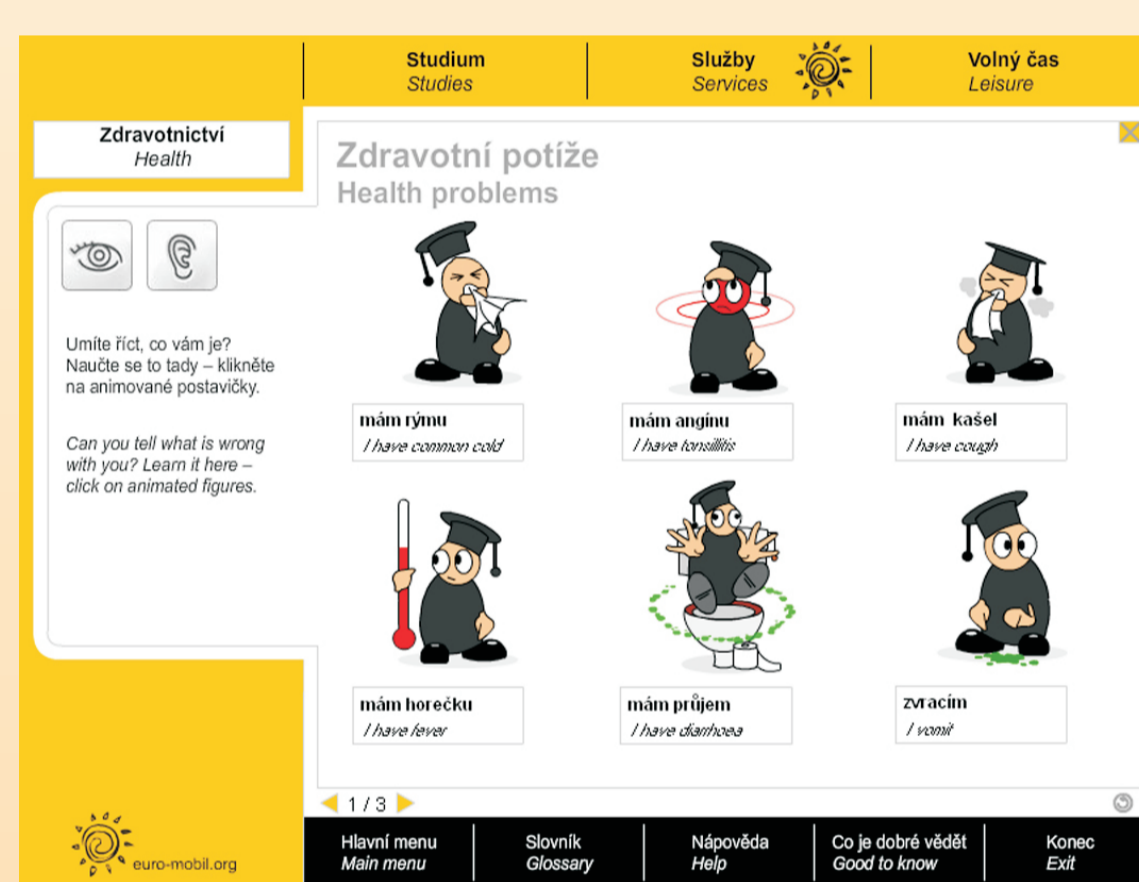 Studium
Studies
Služby
Services
Volný čas
Leisure
Zdravotnictví
Health
Zdravotní potíže
Health problems
Umíte říct, co vám je?
Naučte se to tady – klikněte
na animované postavičky.
Can you tell what is wrong
with you? Learn it here –
click on animated figures.
mám rýmu
I have common cold
mám angínu
I have tonsillitis
mám kašel
I have cough
mám horečku
I have fever
mám průjem
I have diarrhoea
zvracím
I vomit
1 / 3
euro-mobil.org
Hlavní menu
Main menu
Slovník
Glossary
Nápověda
Help
Co je dobré vědět
Good to know
Konec
Exit